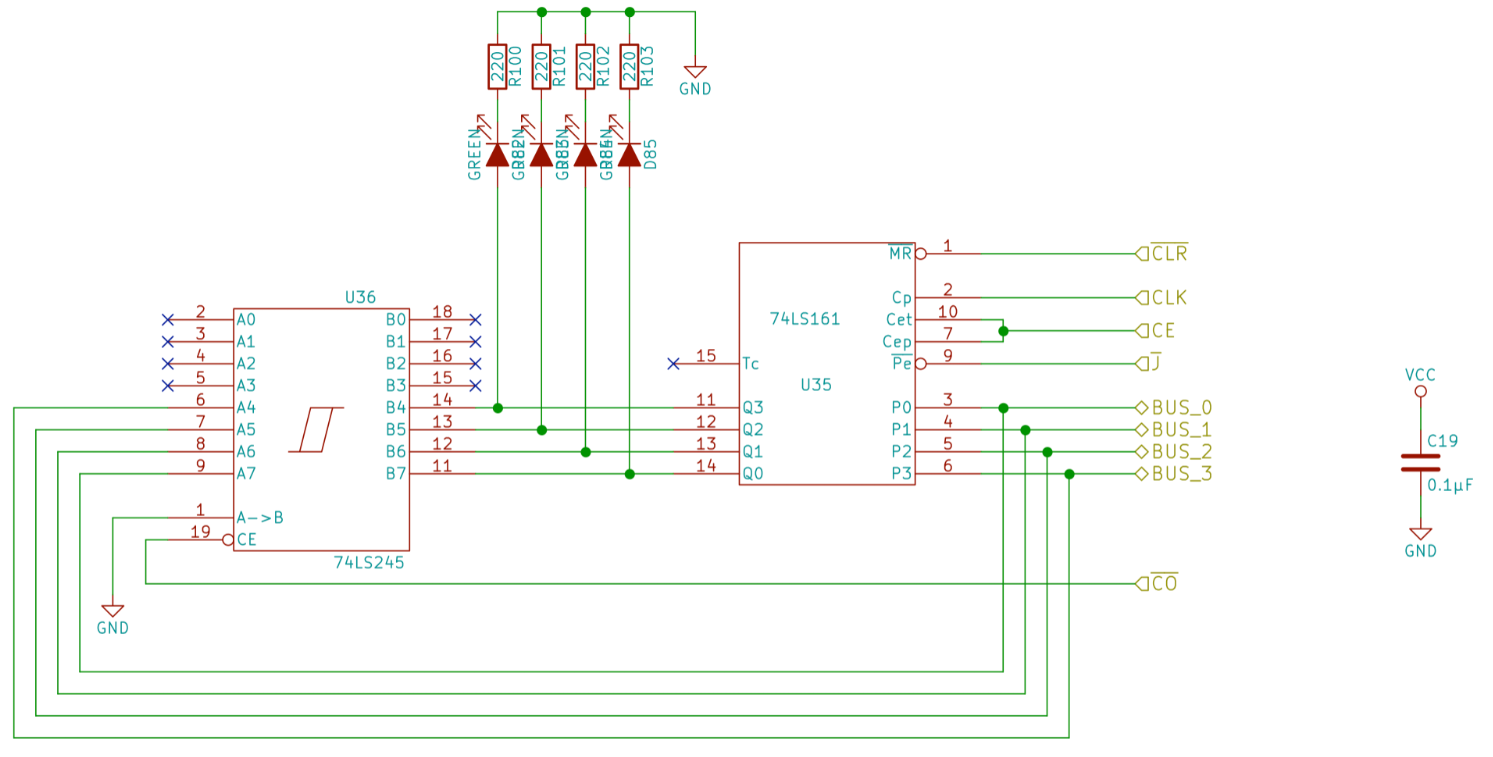 220 R100 220 R101 220 R102 220 R103
GND
GREEN D82 GREEN D83 GREEN D84 GREEN D85
U36
2 A0 B0 18
3 A1 B1 17
4 A2 B2 16
5 A3 B3 15
6 A4 B4 14
7 A5 B5 13
8 A6 B6 12
9 A7 B7 11
1 A->B
19 CE
74LS245
GND
MR 1 CLR
Cp 2 CLK
74LS161
Cet 10
CE
Cep 7
15 Tc
Pe 9 J
U35
11 Q3 P0 3 BUS_0
12 Q2 P1 4 BUS_1
13 Q1 P2 5 BUS_2
14 Q0 P3 6 BUS_3
CO
VCC
C19
0.1µF
GND